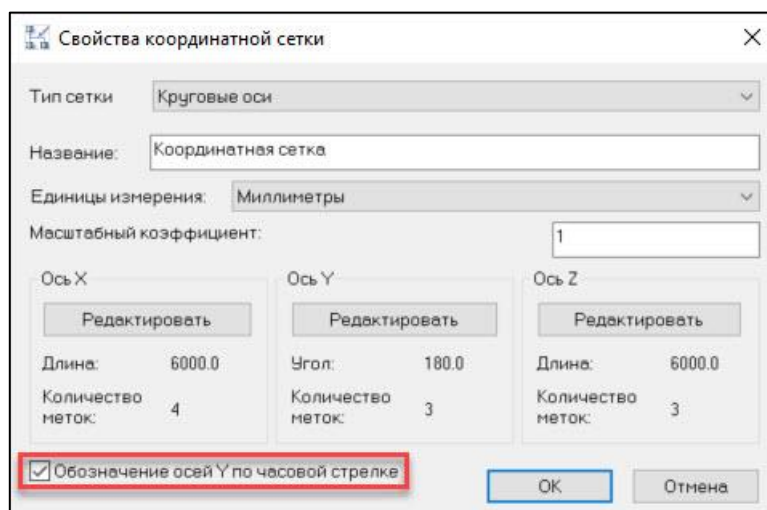 Свойства координатной сетки
Тип сетки Круговые оси
Название: Координатная сетка
Единицы измерения: Миллиметры
Масштабный коэффициент: 1
Ось X Ось Y Ось Z
Редактировать Редактировать Редактировать
Длина: 6000.0 Угол: 180.0 Длина: 6000.0
Количество Количество Количество
меток: 4 меток: 3 меток: 3
Обозначение осей Y по часовой стрелке
OK Отмена